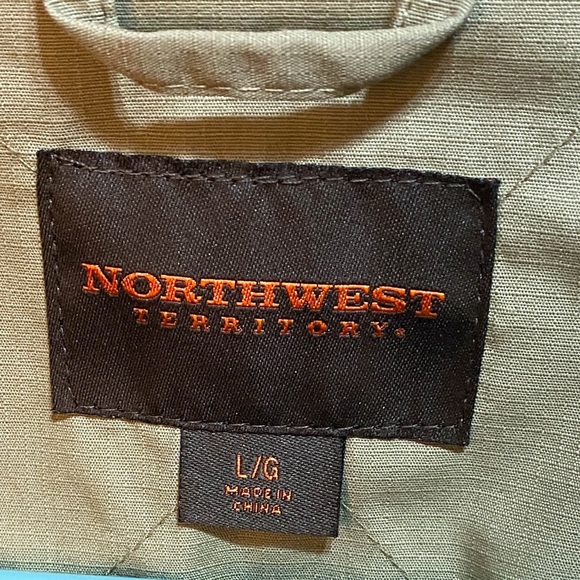 NORTHWEST
TERRITORY.
L/G
MADE IN
CHINA